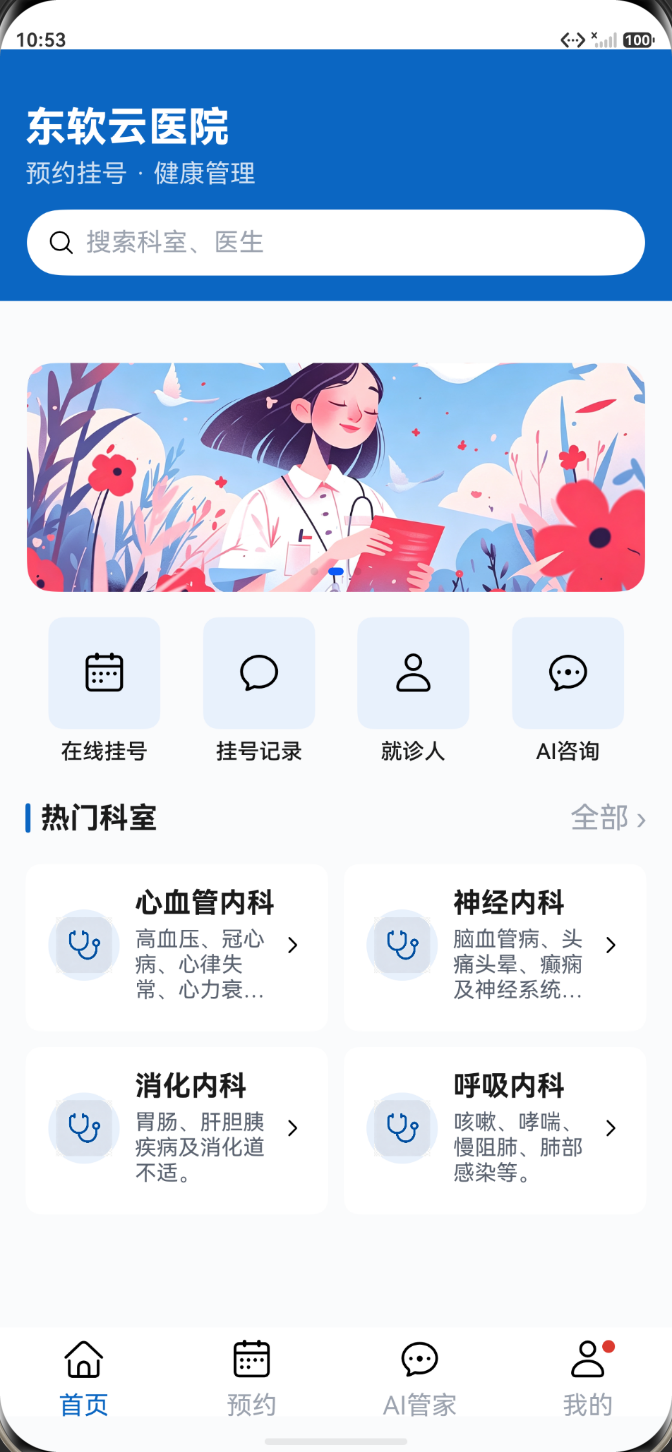 10:53
100
东软云医院
预约挂号 · 健康管理
搜索科室、医生
在线挂号
挂号记录
就诊人
AI咨询
热门科室
全部 ›
心血管内科
高血压、冠心
病、心律失
常、心力衰...
神经内科
脑血管病、头
痛头晕、癫痫
及神经系统...
消化内科
胃肠、肝胆胰
疾病及消化道
不适。
呼吸内科
咳嗽、哮喘、
慢阻肺、肺部
感染等。
首页
预约
AI管家
我的